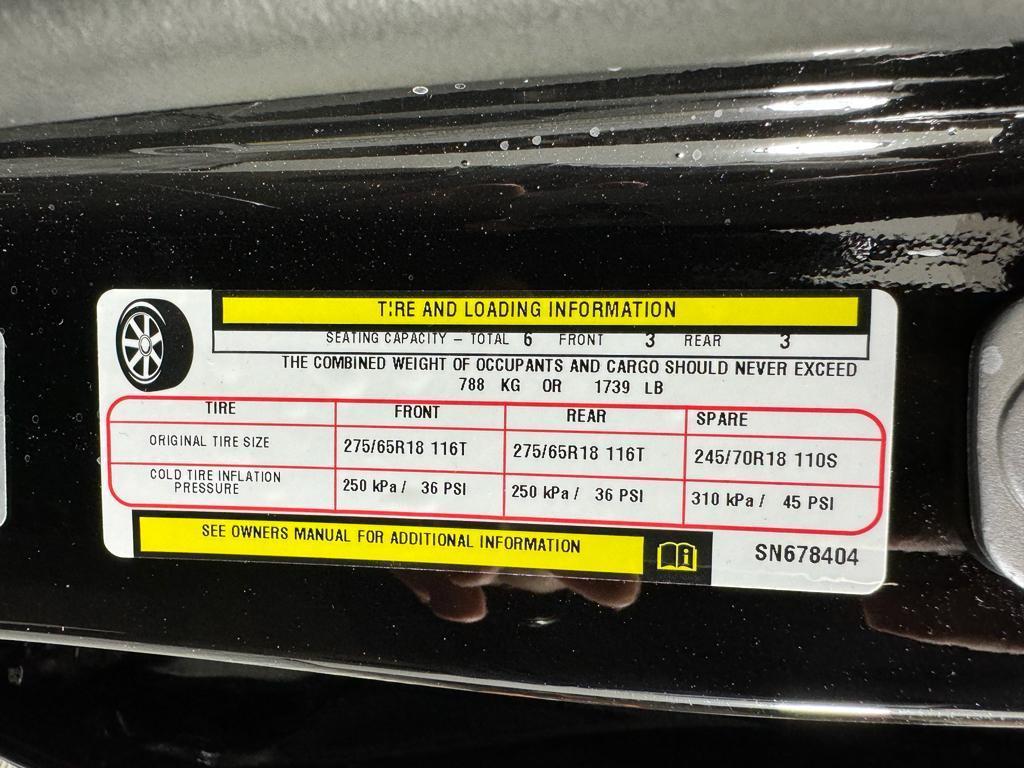 TIRE AND LOADING INFORMATION
SEATING CAPACITY – TOTAL 6 FRONT 3 REAR 3
THE COMBINED WEIGHT OF OCCUPANTS AND CARGO SHOULD NEVER EXCEED
788 KG OR 1739 LB
TIRE FRONT REAR SPARE
ORIGINAL TIRE SIZE 275/65R18 116T 275/65R18 116T 245/70R18 110S
COLD TIRE INFLATION PRESSURE 250 kPa / 36 PSI 250 kPa / 36 PSI 310 kPa / 45 PSI
SEE OWNERS MANUAL FOR ADDITIONAL INFORMATION
SN678404